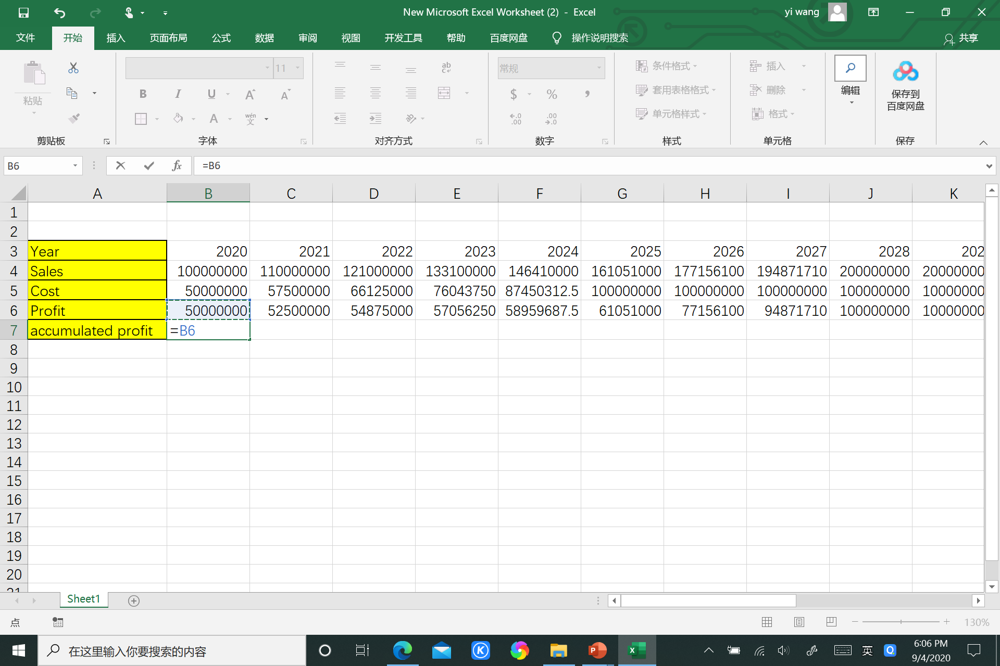 New Microsoft Excel Worksheet (2) - Excel
yi wang
文件 开始 插入 页面布局 公式 数据 审阅 视图 开发工具 帮助 百度网盘 操作说明搜索 共享
粘贴
剪贴板
11
B I U A A
A wén 文
字体
ab c
对齐方式
常规
$ % ,
.0 .00 .00 .0
数字
条件格式
套用表格格式
单元格样式
样式
插入
删除
格式
单元格
编辑
保存到
百度网盘
保存
B6 fx =B6
A B C D E F G H I J K
1
2
3 Year 2020 2021 2022 2023 2024 2025 2026 2027 2028 202
4 Sales 100000000 110000000 121000000 133100000 146410000 161051000 177156100 194871710 200000000 20000000
5 Cost 50000000 57500000 66125000 76043750 87450312.5 100000000 100000000 100000000 100000000 10000000
6 Profit 50000000 52500000 54875000 57056250 58959687.5 61051000 77156100 94871710 100000000 10000000
7 accumulated profit =B6
8
9
10
11
12
13
14
15
16
17
18
19
20
21
Sheet1
点 130%
在这里输入你要搜索的内容
英
6:06 PM
9/4/2020